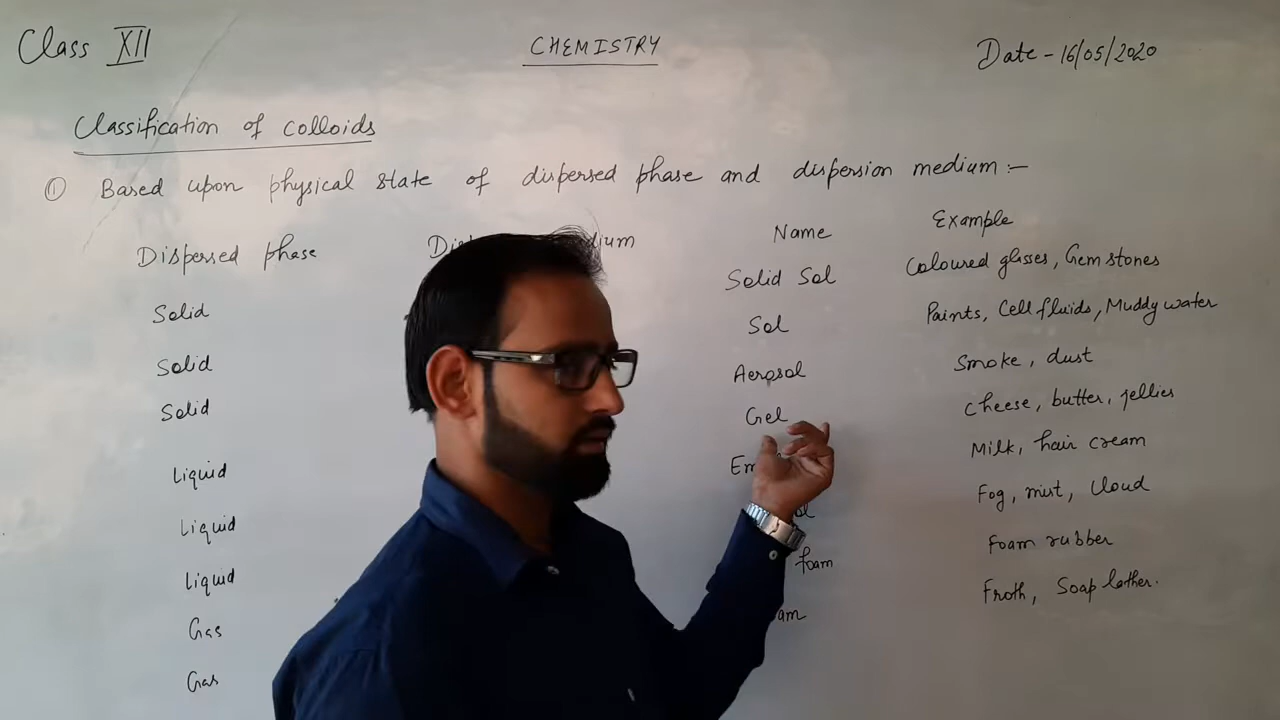 Class XII CHEMISTRY Date - 16/05/2020
Classification of colloids
① Based upon physical state of dispersed phase and dispersion medium :-
Dispersed phase Name Example
Solid Solid Sol Coloured glasses, Gem stones
Solid Sol Paints, Cell fluids, Muddy water
Solid Aerosol Smoke, dust
Liquid Gel Cheese, butter, jellies
Liquid Milk, hair cream
Liquid Fog, mist, Cloud
Gas foam Foam rubber
Gas Froth, Soap lather.